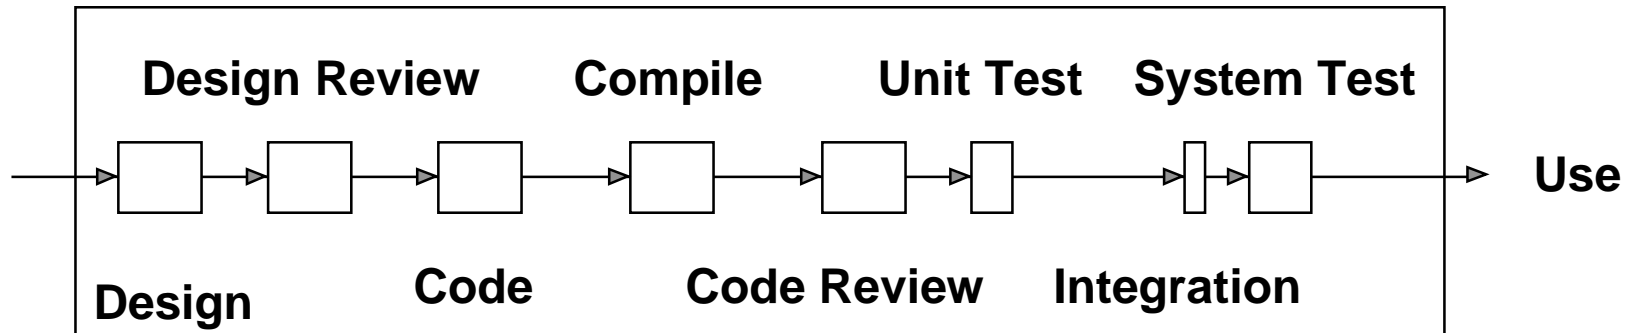 Design Review
Compile
Unit Test
System Test
Use
Design
Code
Code Review
Integration